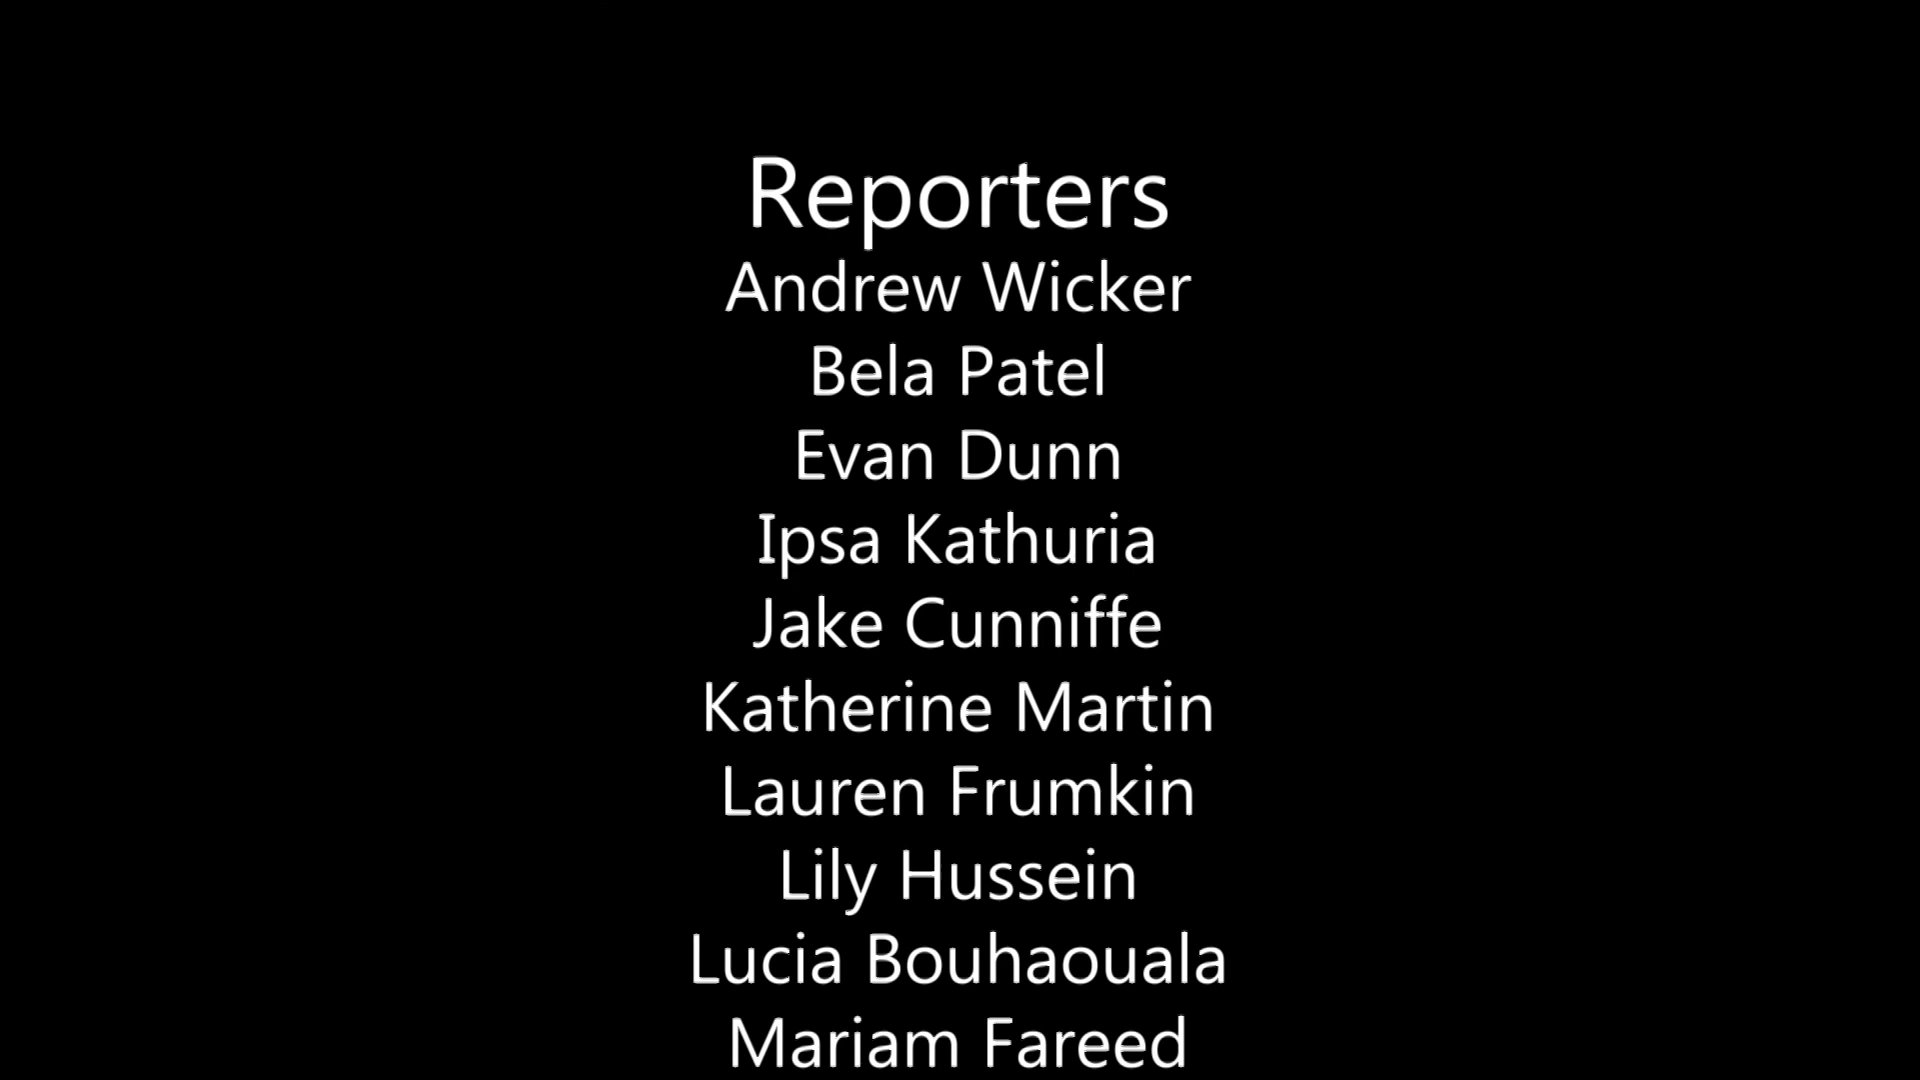 Reporters
Andrew Wicker
Bela Patel
Evan Dunn
Ipsa Kathuria
Jake Cunniffe
Katherine Martin
Lauren Frumkin
Lily Hussein
Lucia Bouhaouala
Mariam Fareed